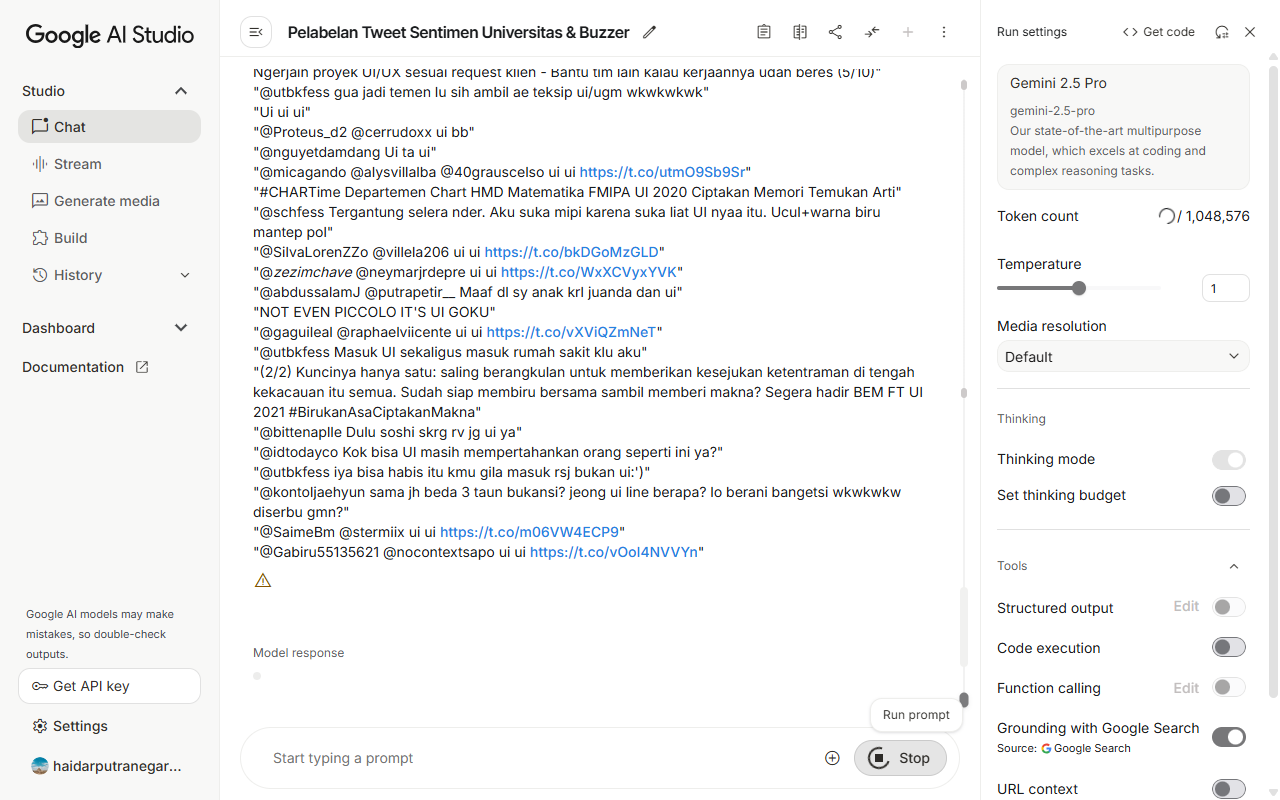 Google AI Studio
Studio
Chat
Stream
Generate media
Build
History
Dashboard
Documentation
Google AI models may make
mistakes, so double-check
outputs.
Get API key
Settings
haidarputranegar...
Pelabelan Tweet Sentimen Universitas & Buzzer
Ngerjain proyek UI/UX sesuai request klien - Bantu tim lain kalau kerjaannya udah beres (5/10)"
"@utbkfess gua jadi temen lu sih ambil ae teksip ui/ugm wkwkwkwk"
"Ui ui ui"
"@Proteus_d2 @cerrudoxx ui bb"
"@nguyetdamdang Ui ta ui"
"@micagando @alysvillalba @40grauscelso ui ui https://t.co/utmO9Sb9Sr"
"#CHARTime Departemen Chart HMD Matematika FMIPA UI 2020 Ciptakan Memori Temukan Arti"
"@schfess Tergantung selera nder. Aku suka mipi karena suka liat UI nyaa itu. Ucul+warna biru
mantep pol"
"@SilvaLorenZZo @villela206 ui ui https://t.co/bkDGoMzGLD"
"@zezimchave @neymarjrdepre ui ui https://t.co/WxXCVyxYVK"
"@abdussalamJ @putrapetir__ Maaf dl sy anak krl juanda dan ui"
"NOT EVEN PICCOLO IT'S UI GOKU"
"@gaguileal @raphaelviicente ui ui https://t.co/vXViQZmNeT"
"@utbkfess Masuk UI sekaligus masuk rumah sakit klu aku"
"(2/2) Kuncinya hanya satu: saling berangkulan untuk memberikan kesejukan ketentraman di tengah
kekacauan itu semua. Sudah siap membiru bersama sambil memberi makna? Segera hadir BEM FT UI
2021 #BirukanAsaCiptakanMakna"
"@bittenaplle Dulu soshi skrg rv jg ui ya"
"@idtodayco Kok bisa UI masih mempertahankan orang seperti ini ya?"
"@utbkfess iya bisa habis itu kmu gila masuk rsj bukan ui:')"
"@kontoljaehyun sama jh beda 3 taun bukansi? jeong ui line berapa? lo berani bangetsi wkwkwkw
diserbu gmn?"
"@SaimeBm @stermiix ui ui https://t.co/m06VW4ECP9"
"@Gabiru55135621 @nocontextsapo ui ui https://t.co/vOoI4NVVYn"
Model response
Run prompt
Start typing a prompt
Stop
Run settings
Get code
Gemini 2.5 Pro
gemini-2.5-pro
Our state-of-the-art multipurpose
model, which excels at coding and
complex reasoning tasks.
Token count
/ 1,048,576
Temperature
1
Media resolution
Default
Thinking
Thinking mode
Set thinking budget
Tools
Structured output Edit
Code execution
Function calling Edit
Grounding with Google Search
Source: Google Search
URL context